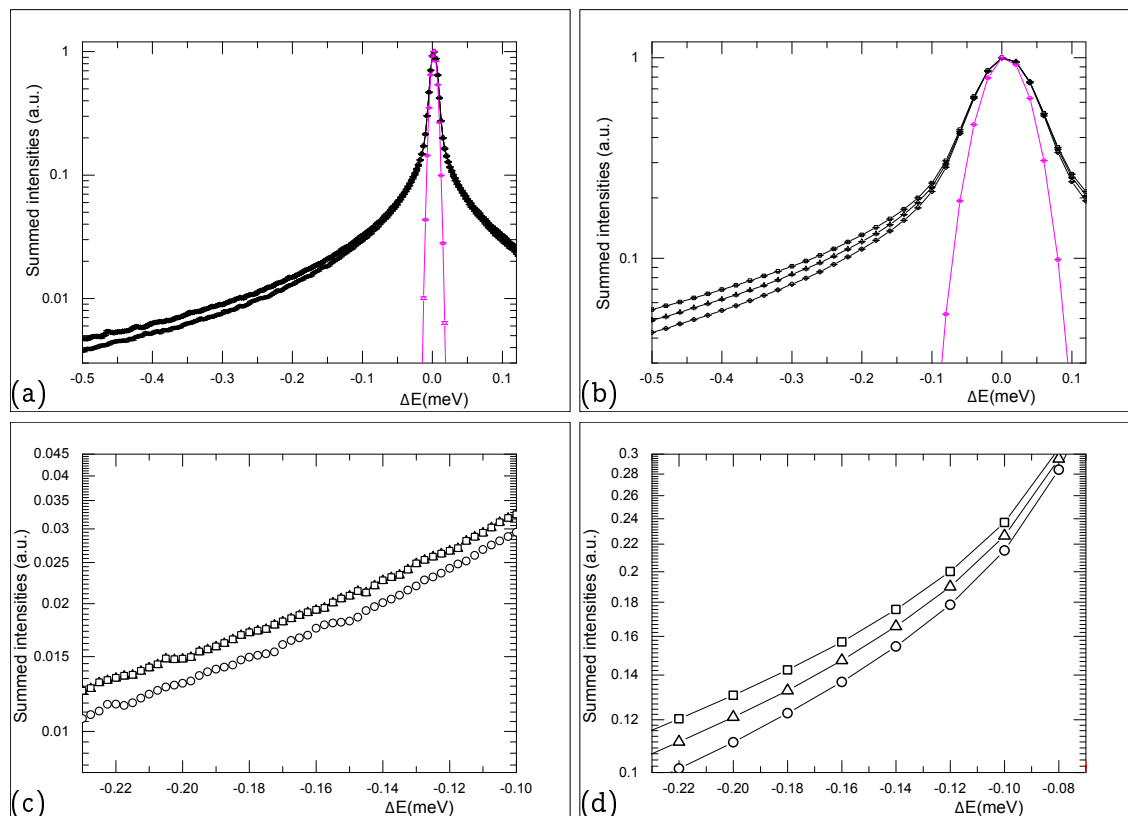 1
0.1
0.01
Summed intensities (a.u.)
-0.5 -0.4 -0.3 -0.2 -0.1 0.0 0.1
ΔE(meV)
(a)
1
0.1
Summed intensities (a.u.)
-0.5 -0.4 -0.3 -0.2 -0.1 0.0 0.1
ΔE(meV)
(b)
0.045
0.04
0.035
0.03
0.025
0.02
0.015
0.01
Summed intensities (a.u.)
-0.22 -0.20 -0.18 -0.16 -0.14 -0.12 -0.10
ΔE(meV)
(c)
0.3
0.28
0.26
0.24
0.22
0.2
0.18
0.16
0.14
0.12
0.1
Summed intensities (a.u.)
-0.22 -0.20 -0.18 -0.16 -0.14 -0.12 -0.10 -0.08
ΔE(meV)
(d)